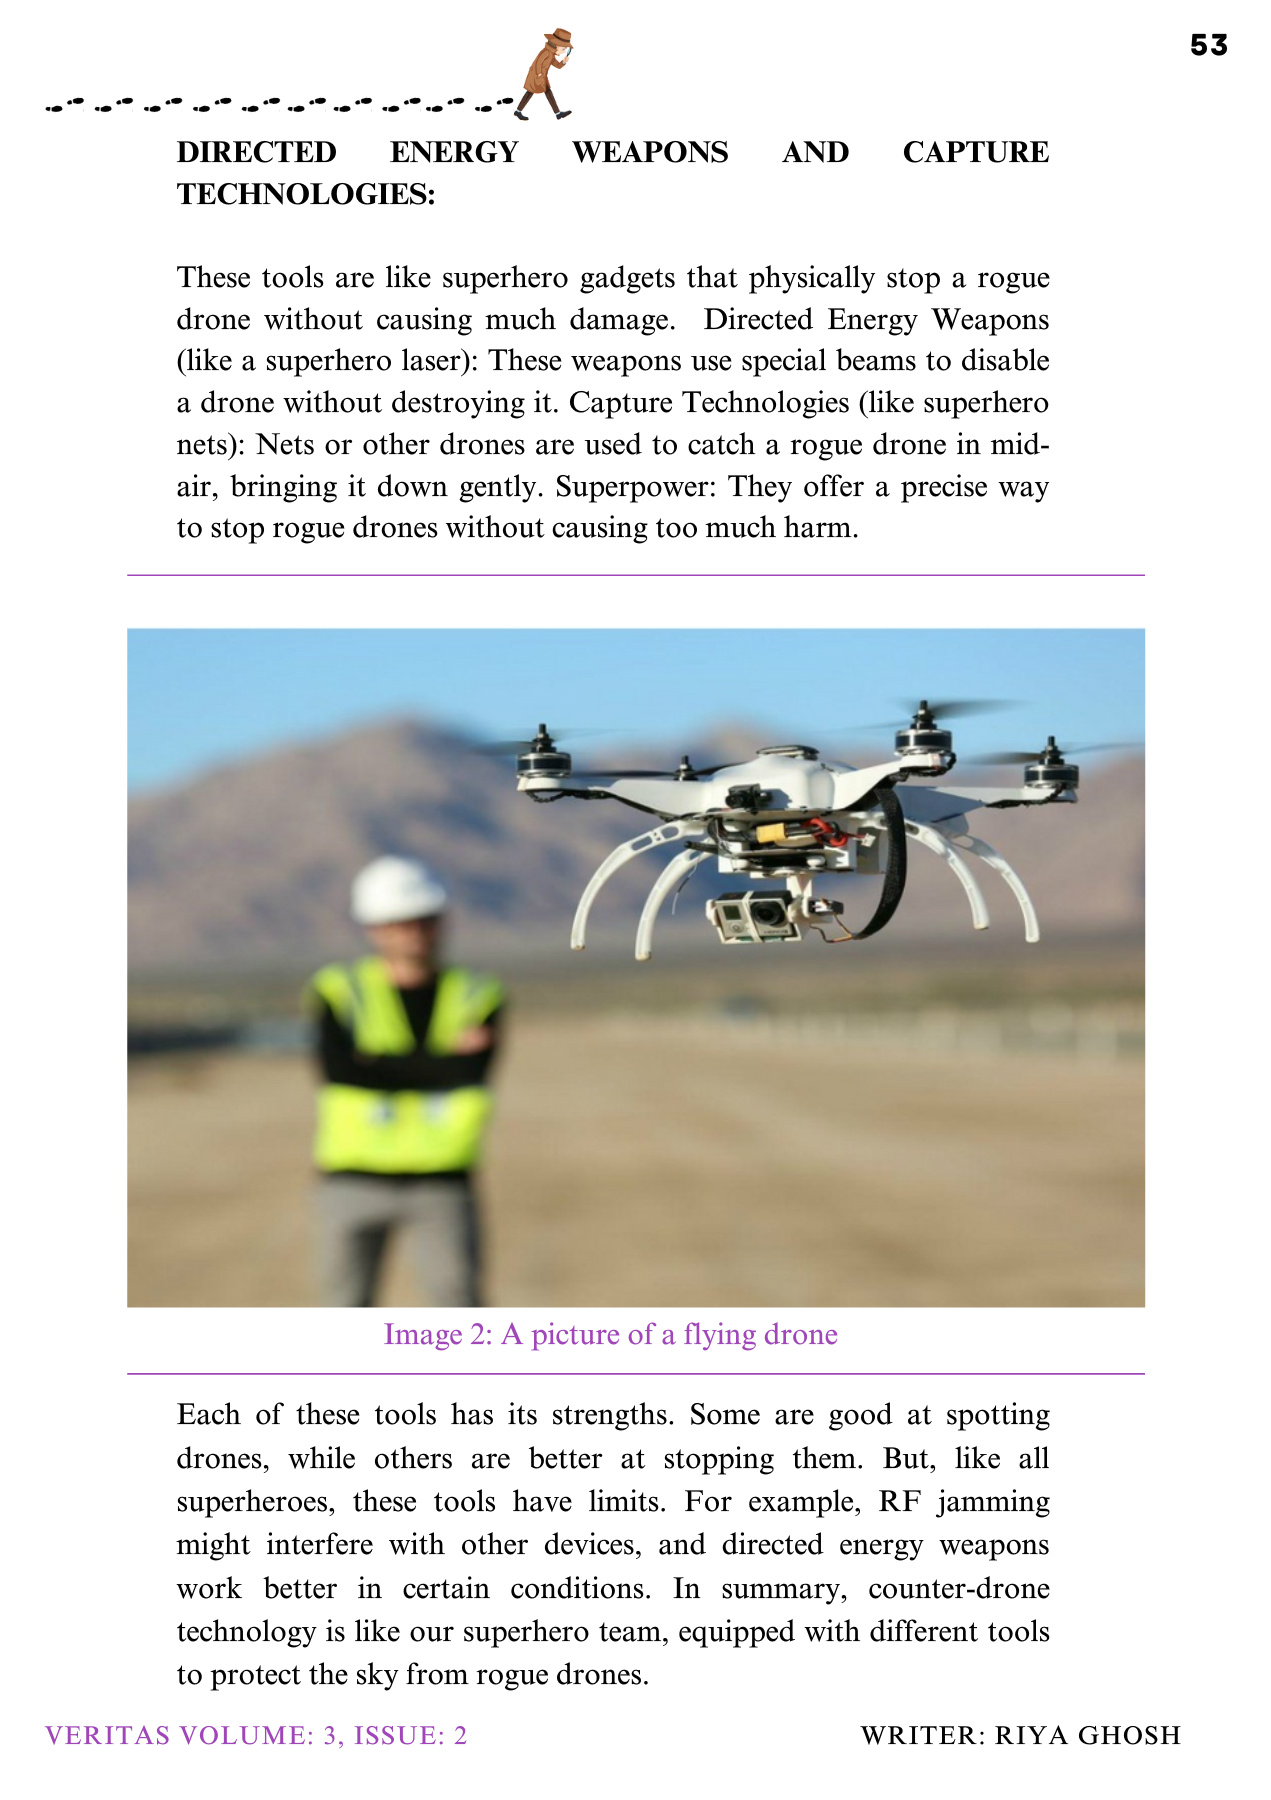 53
DIRECTED ENERGY WEAPONS AND CAPTURE
TECHNOLOGIES:
These tools are like superhero gadgets that physically stop a rogue
drone without causing much damage. Directed Energy Weapons
(like a superhero laser): These weapons use special beams to disable
a drone without destroying it. Capture Technologies (like superhero
nets): Nets or other drones are used to catch a rogue drone in mid-
air, bringing it down gently. Superpower: They offer a precise way
to stop rogue drones without causing too much harm.
Image 2: A picture of a flying drone
Each of these tools has its strengths. Some are good at spotting
drones, while others are better at stopping them. But, like all
superheroes, these tools have limits. For example, RF jamming
might interfere with other devices, and directed energy weapons
work better in certain conditions. In summary, counter-drone
technology is like our superhero team, equipped with different tools
to protect the sky from rogue drones.
VERITAS VOLUME: 3, ISSUE: 2
WRITER: RIYA GHOSH